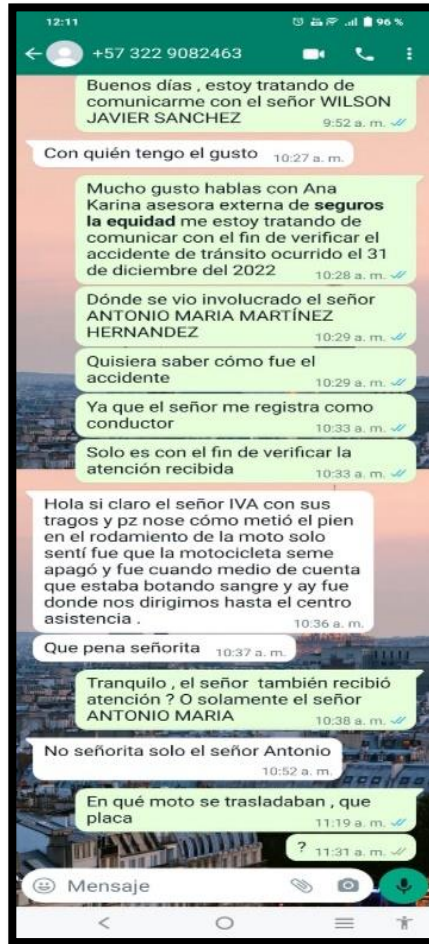 12:11
96 %
+57 322 9082463
Buenos días , estoy tratando de
comunicarme con el señor WILSON
JAVIER SANCHEZ
9:52 a. m.
Con quién tengo el gusto 10:27 a. m.
Mucho gusto hablas con Ana
Karina asesora externa de seguros
la equidad me estoy tratando de
comunicar con el fin de verificar el
accidente de tránsito ocurrido el 31
de diciembre del 2022
10:28 a. m.
Dónde se vio involucrado el señor
ANTONIO MARIA MARTÍNEZ
HERNANDEZ
10:29 a. m.
Quisiera saber cómo fue el
accidente
10:29 a. m.
Ya que el señor me registra como
conductor
10:33 a. m.
Solo es con el fin de verificar la
atención recibida
10:33 a. m.
Hola si claro el señor IVA con sus
tragos y pz nose cómo metió el pien
en el rodamiento de la moto solo
sentí fue que la motocicleta seme
apagó y fue cuando medio de cuenta
que estaba botando sangre y ay fue
donde nos dirigimos hasta el centro
asistencia .
10:36 a. m.
Que pena señorita 10:37 a. m.
Tranquilo , el señor también recibió
atención ? O solamente el señor
ANTONIO MARIA
10:38 a. m.
No señorita solo el señor Antonio
10:52 a. m.
En qué moto se trasladaban , que
placa
11:19 a. m.
? 11:31 a. m.
Mensaje